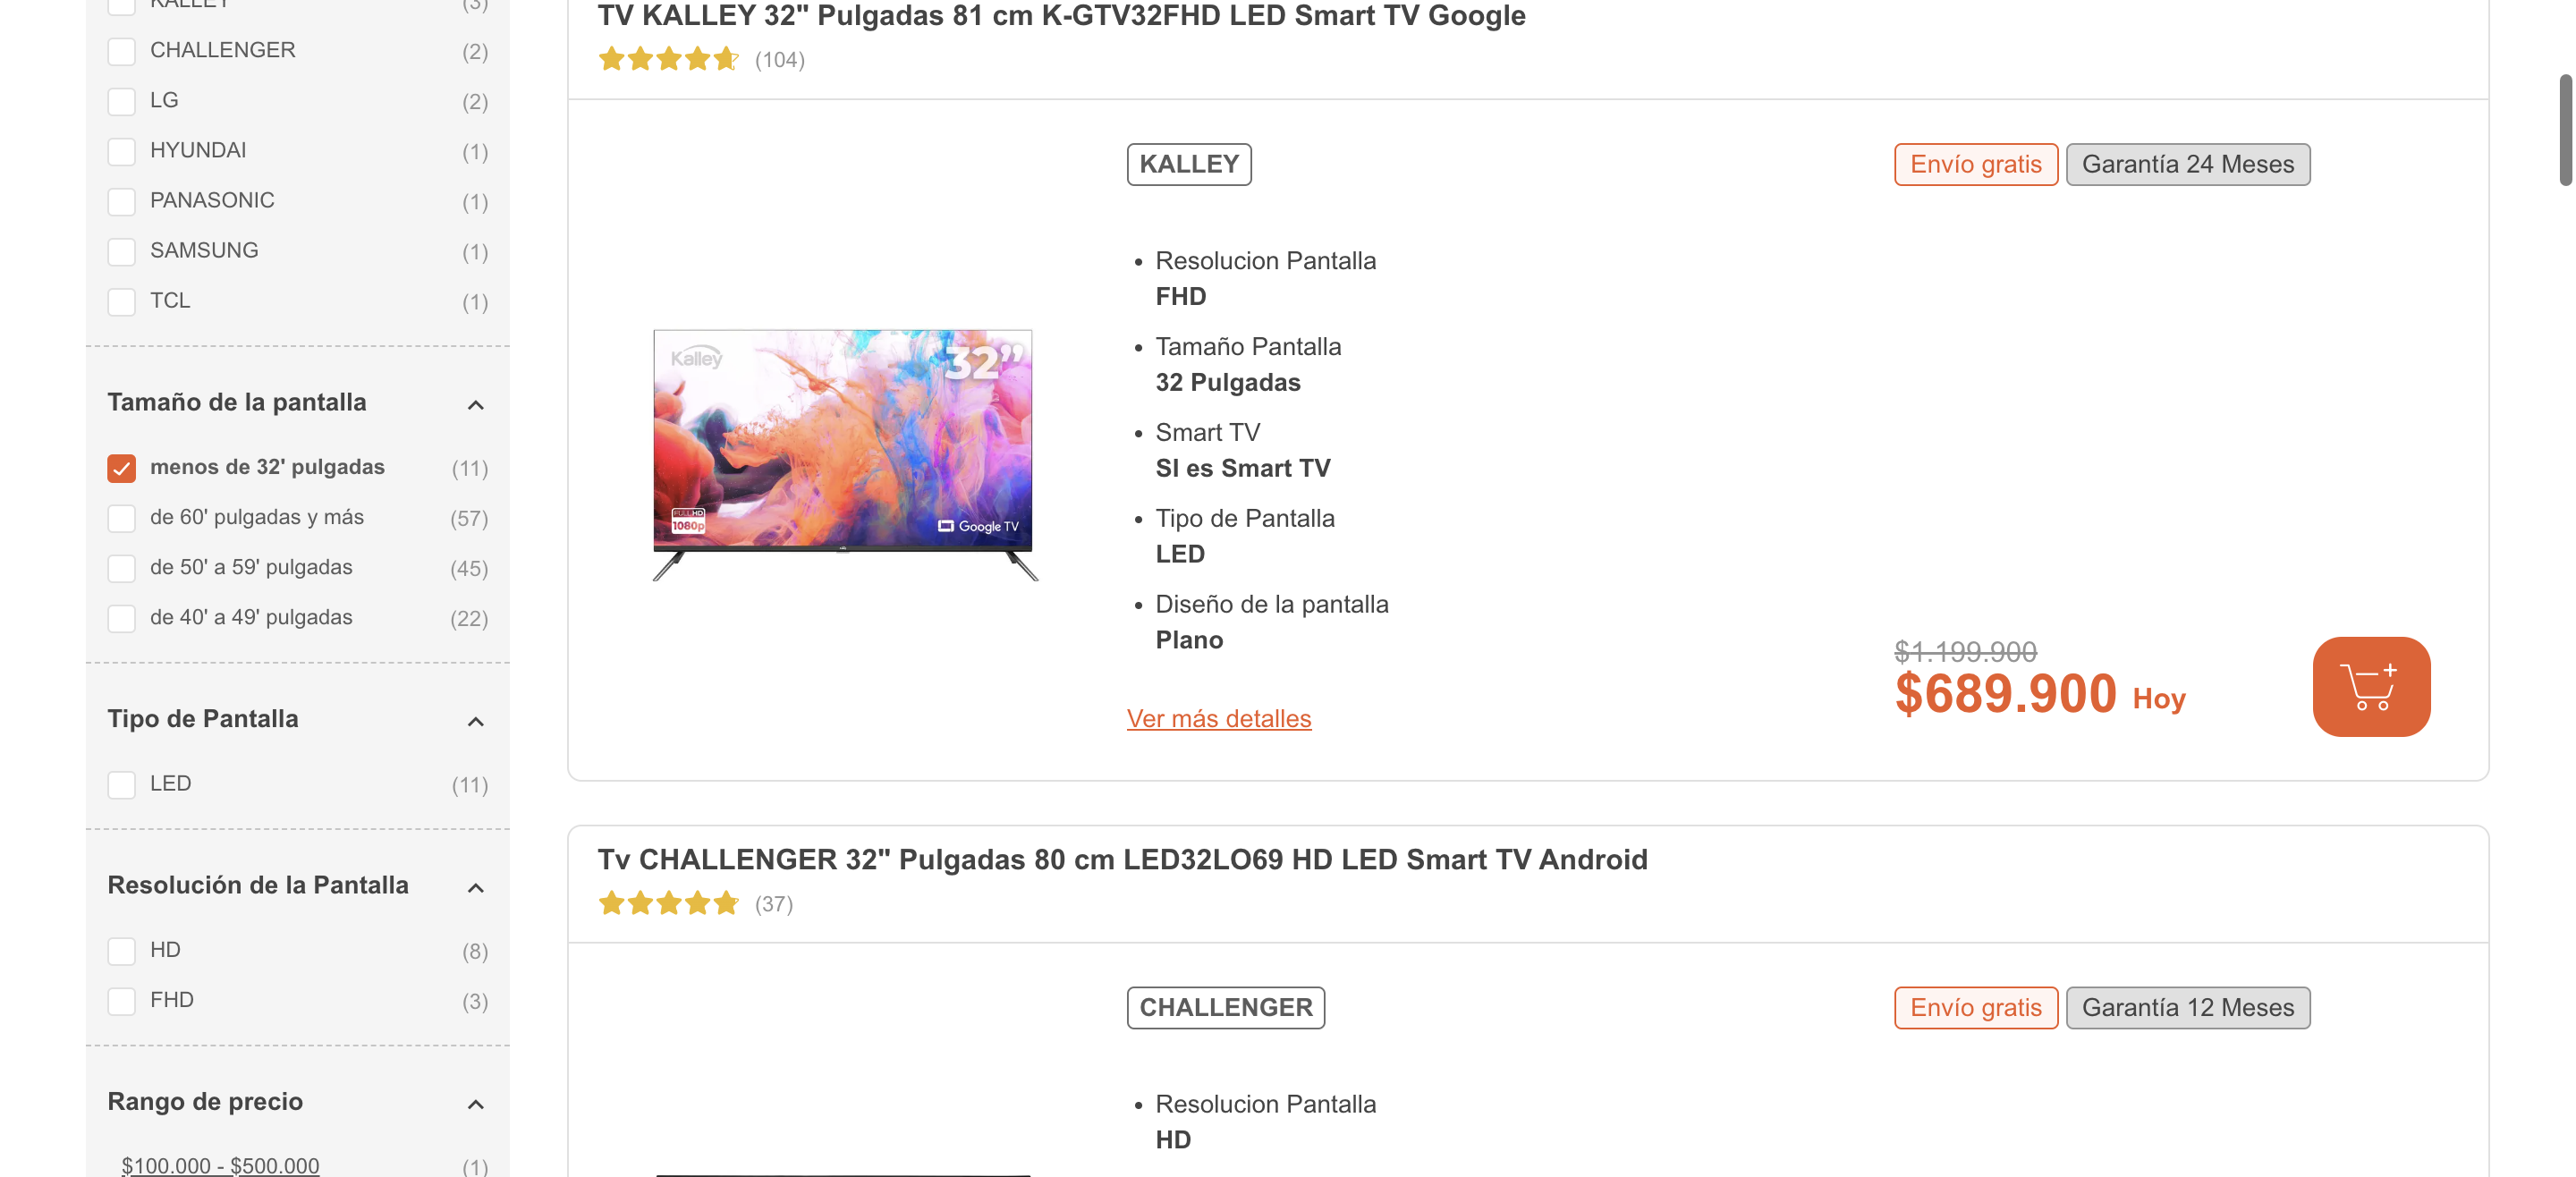 KALLEY (3)
CHALLENGER (2)
LG (2)
HYUNDAI (1)
PANASONIC (1)
SAMSUNG (1)
TCL (1)
Tamaño de la pantalla
menos de 32' pulgadas (11)
de 60' pulgadas y más (57)
de 50' a 59' pulgadas (45)
de 40' a 49' pulgadas (22)
Tipo de Pantalla
LED (11)
Resolución de la Pantalla
HD (8)
FHD (3)
Rango de precio
$100.000 - $500.000 (1)
TV KALLEY 32" Pulgadas 81 cm K-GTV32FHD LED Smart TV Google
(104)
Kalley
32”
FULLHD
1080p
Google TV
KALLEY
Resolucion Pantalla
FHD
Tamaño Pantalla
32 Pulgadas
Smart TV
SI es Smart TV
Tipo de Pantalla
LED
Diseño de la pantalla
Plano
Ver más detalles
Envío gratis
Garantía 24 Meses
$1.199.900
$689.900 Hoy
Tv CHALLENGER 32" Pulgadas 80 cm LED32LO69 HD LED Smart TV Android
(37)
CHALLENGER
Resolucion Pantalla
HD
Envío gratis
Garantía 12 Meses